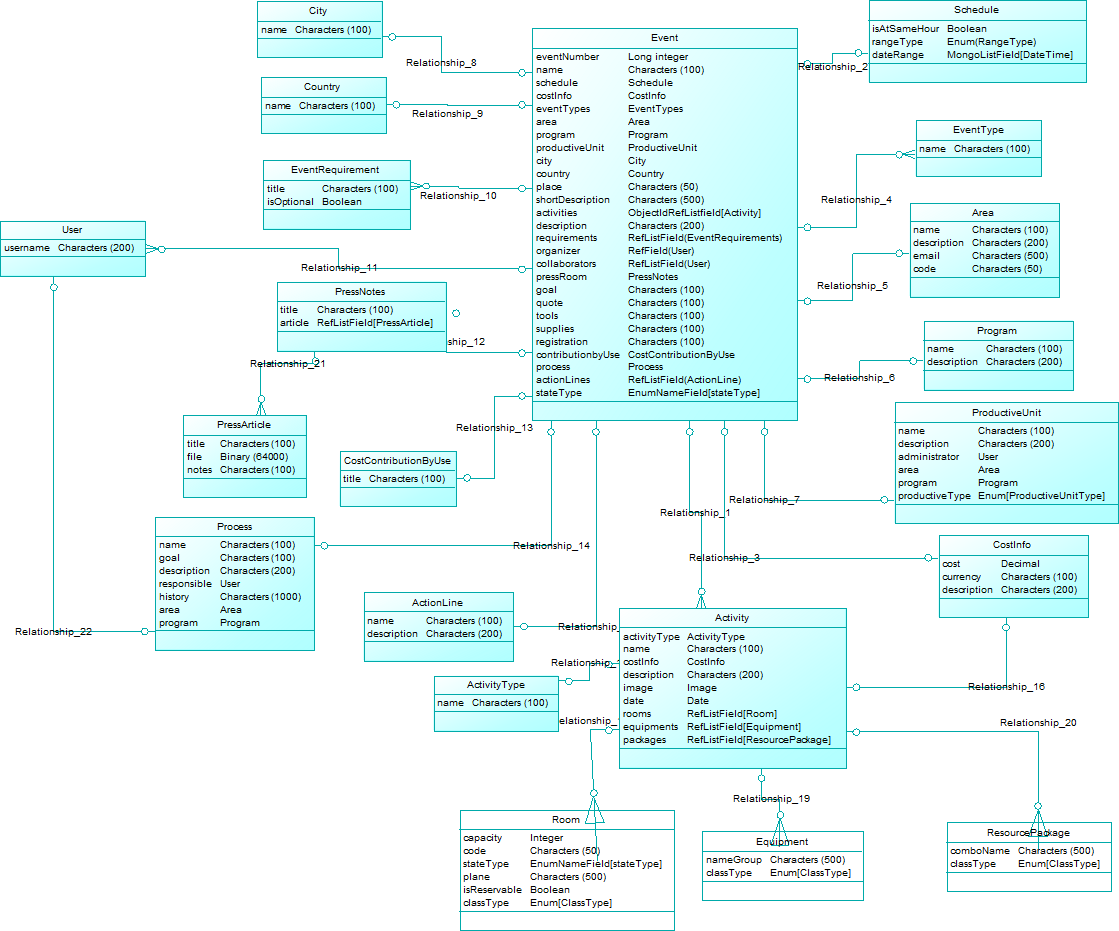 City
name Characters (100)
Relationship_8
Country
name Characters (100)
Relationship_9
EventRequirement
title Characters (100)
isOptional Boolean
Relationship_10
User
username Characters (200)
Relationship_11
PressNotes
title Characters (100)
article RefListField[PressArticle]
ship_12
Relationship_21
PressArticle
title Characters (100)
file Binary (64000)
notes Characters (100)
Relationship_13
CostContributionByUse
title Characters (100)
Process
name Characters (100)
goal Characters (100)
description Characters (200)
responsible User
history Characters (1000)
area Area
program Program
Relationship_14
Relationship_22
Event
eventNumber Long integer
name Characters (100)
schedule Schedule
costInfo CostInfo
eventTypes EventTypes
area Area
program Program
productiveUnit ProductiveUnit
city City
country Country
place Characters (50)
shortDescription Characters (500)
activities ObjectIdRefListfield[Activity]
description Characters (200)
requirements RefListField(EventRequirements)
organizer RefField(User)
collaborators RefListField(User)
pressRoom PressNotes
goal Characters (100)
quote Characters (100)
tools Characters (100)
supplies Characters (100)
registration Characters (100)
contributionbyUse CostContributionByUse
process Process
actionLines RefListField(ActionLine)
stateType EnumNameField[stateType]
Schedule
isAtSameHour Boolean
rangeType Enum(RangeType)
dateRange MongoListField[DateTime]
Relationship_2
EventType
name Characters (100)
Relationship_4
Area
name Characters (100)
description Characters (200)
email Characters (500)
code Characters (50)
Relationship_5
Program
name Characters (100)
description Characters (200)
Relationship_6
ProductiveUnit
name Characters (100)
description Characters (200)
administrator User
area Area
program Program
productiveType Enum[ProductiveUnitType]
Relationship_7
Relationship_1
Relationship_3
CostInfo
cost Decimal
currency Characters (100)
description Characters (200)
ActionLine
name Characters (100)
description Characters (200)
Relationship_
ActivityType
name Characters (100)
Relationship_
elationship_
Activity
activityType ActivityType
name Characters (100)
costInfo CostInfo
description Characters (200)
image Image
date Date
rooms RefListField[Room]
equipments RefListField[Equipment]
packages RefListField[ResourcePackage]
Relationship_16
Relationship_20
Relationship_19
Room
capacity Integer
code Characters (50)
stateType EnumNameField[stateType]
plane Characters (500)
isReservable Boolean
classType Enum[ClassType]
Equipment
nameGroup Characters (500)
classType Enum[ClassType]
ResourcePackage
comboName Characters (500)
classType Enum[ClassType]